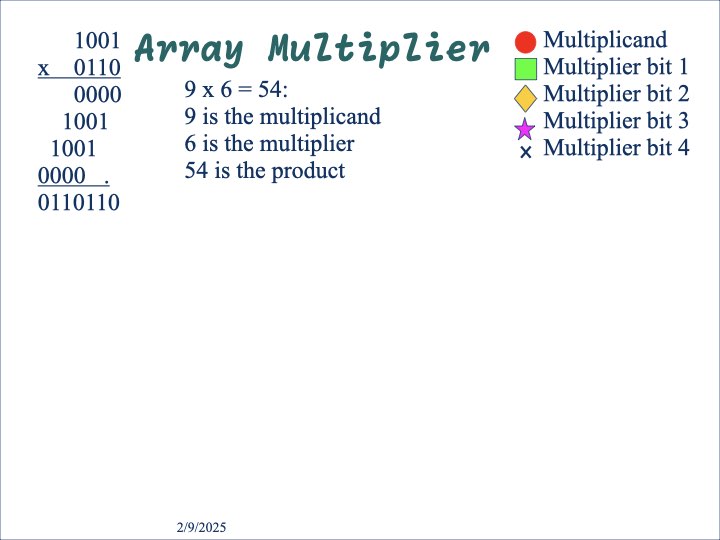 Array Multiplier
1001
x 0110
0000
1001
1001
0000 .
0110110
9 x 6 = 54:
9 is the multiplicand
6 is the multiplier
54 is the product
Multiplicand
Multiplier bit 1
Multiplier bit 2
Multiplier bit 3
x Multiplier bit 4
2/9/2025